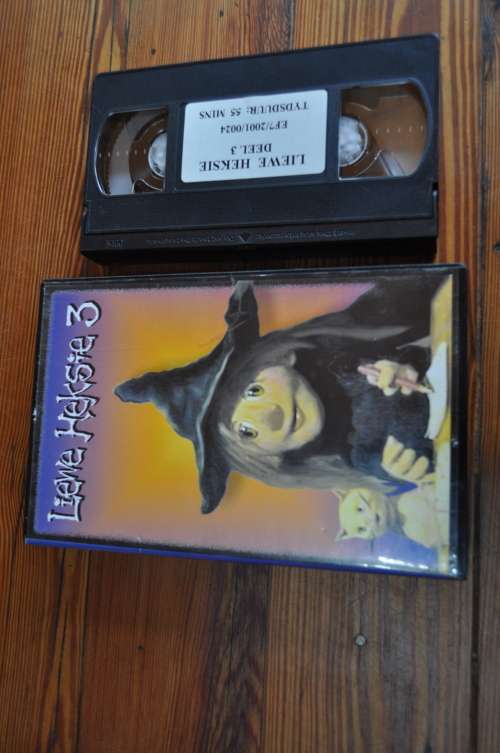 LIEWE HEKSIE
DEEL 3
EF7/2001/0024
TYDSDUUR: 55 MINS
Liewe Heksie 3